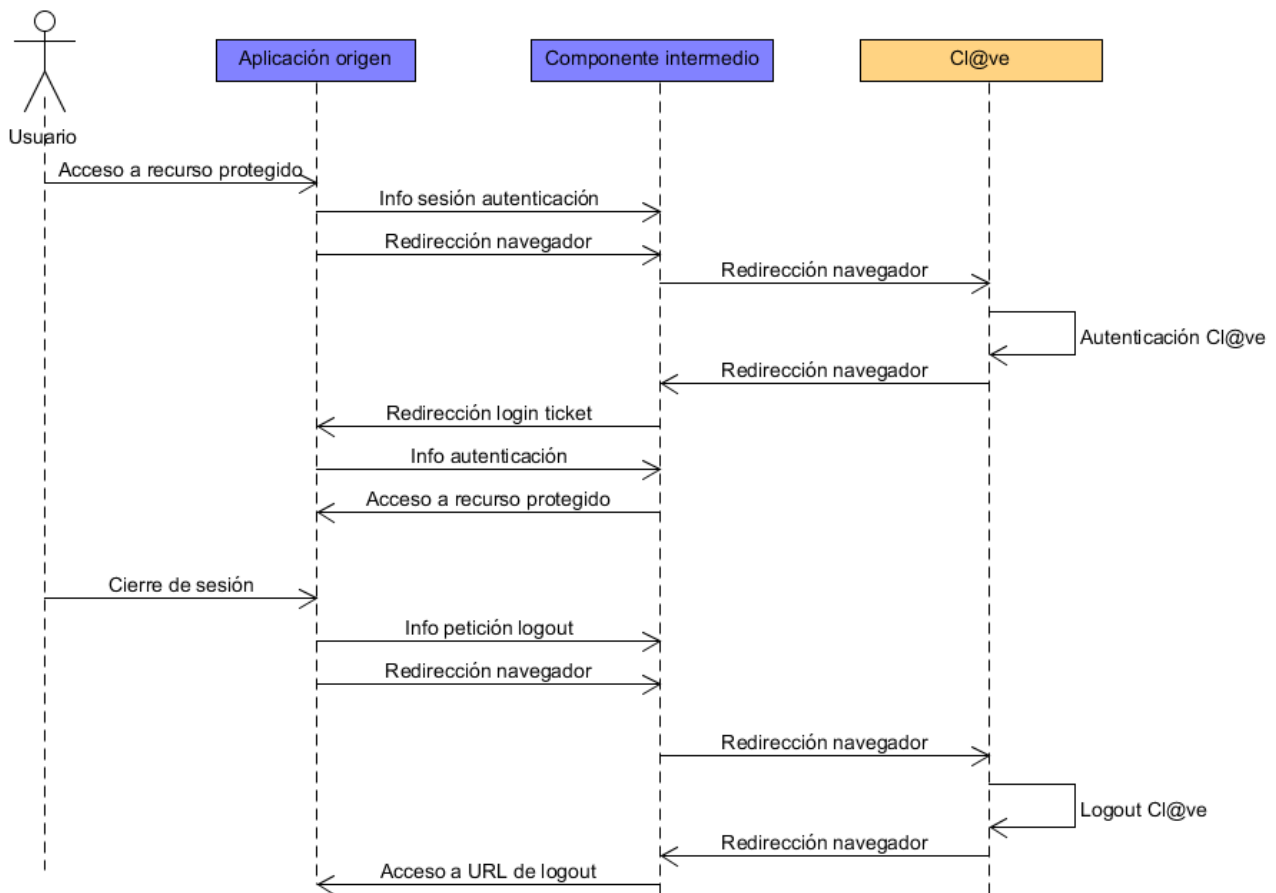 Aplicación origen
Componente intermedio
Cl@ve
Usuario
Acceso a recurso protegido
Info sesión autenticación
Redirección navegador
Redirección navegador
Autenticación Cl@ve
Redirección navegador
Redirección login ticket
Info autenticación
Acceso a recurso protegido
Cierre de sesión
Info petición logout
Redirección navegador
Redirección navegador
Logout Cl@ve
Redirección navegador
Acceso a URL de logout